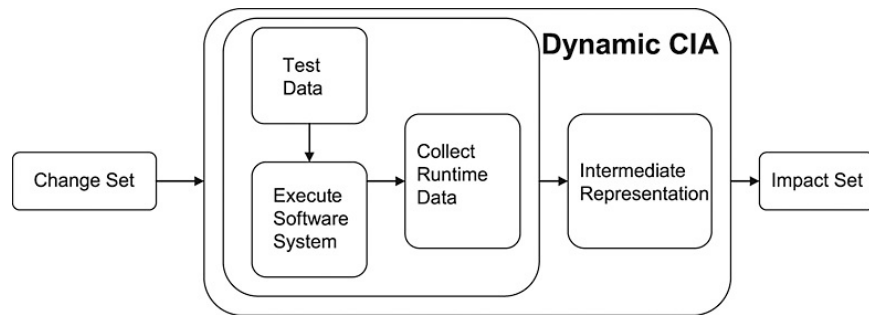 Dynamic CIA
Test
Data
Change Set
Execute
Software
System
Collect
Runtime
Data
Intermediate
Representation
Impact Set